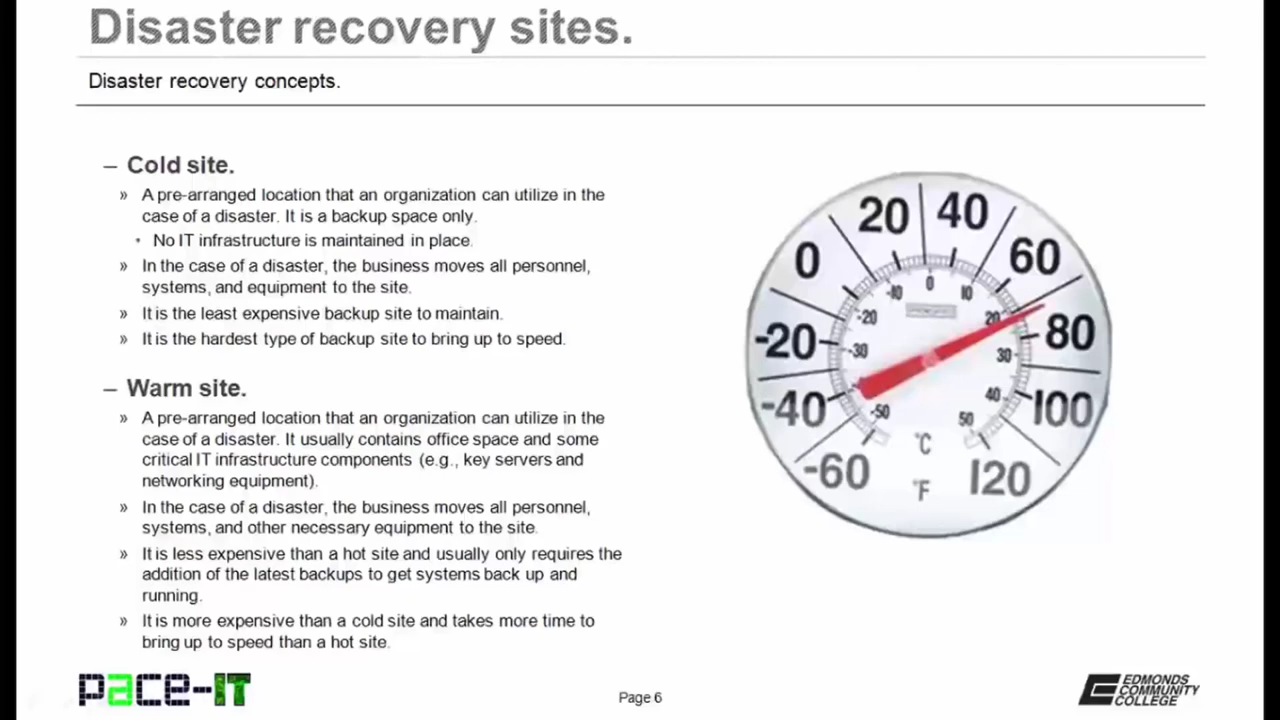 Disaster recovery sites.
Disaster recovery concepts.
– Cold site.
» A pre-arranged location that an organization can utilize in the
case of a disaster. It is a backup space only.
• No IT infrastructure is maintained in place.
» In the case of a disaster, the business moves all personnel,
systems, and equipment to the site.
» It is the least expensive backup site to maintain.
» It is the hardest type of backup site to bring up to speed.
– Warm site.
» A pre-arranged location that an organization can utilize in the
case of a disaster. It usually contains office space and some
critical IT infrastructure components (e.g., key servers and
networking equipment).
» In the case of a disaster, the business moves all personnel,
systems, and other necessary equipment to the site.
» It is less expensive than a hot site and usually only requires the
addition of the latest backups to get systems back up and
running.
» It is more expensive than a cold site and takes more time to
bring up to speed than a hot site.
20 40
0 60
-20 80
-40 100
-60 120
-10 0 10
-20 20
-30 30
40
-50 50
°C
°F
PACE-IT
Page 6
EDMONDS
COMMUNITY
COLLEGE